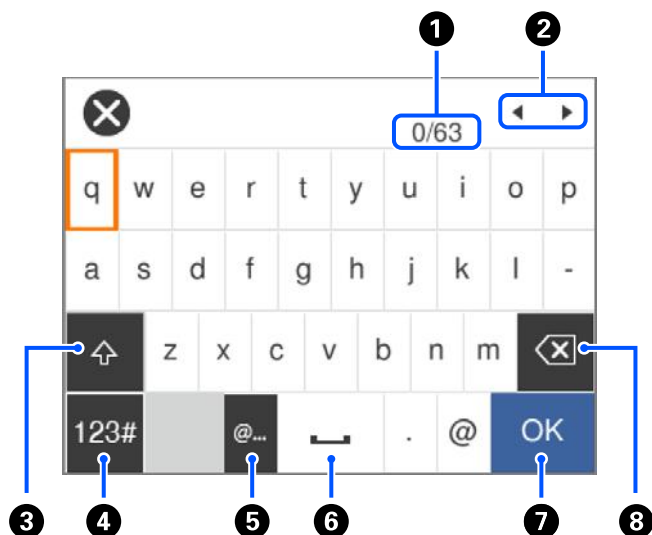 1 2
0/63
q w e r t y u i o p
a s d f g h j k l -
3 z x c v b n m 8
123# @... . @ OK
4 5 6 7